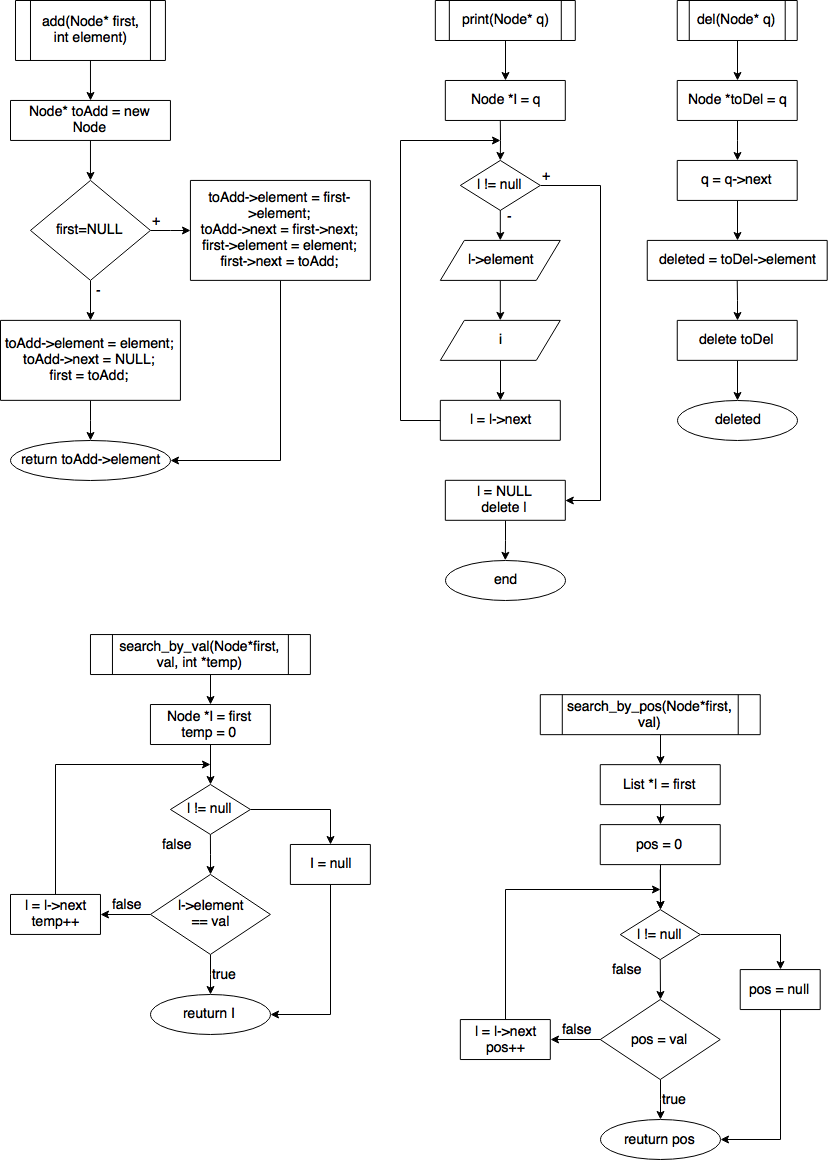 add(Node* first,
int element)
Node* toAdd = new
Node
first=NULL
+
-
toAdd->element = first-
>element;
toAdd->next = first->next;
first->element = element;
first->next = toAdd;
toAdd->element = element;
toAdd->next = NULL;
first = toAdd;
return toAdd->element
print(Node* q)
Node *l = q
l != null
+
-
l->element
i
l = l->next
l = NULL
delete l
end
del(Node* q)
Node *toDel = q
q = q->next
deleted = toDel->element
delete toDel
deleted
search_by_val(Node*first,
val, int *temp)
Node *l = first
temp = 0
l != null
false
l = null
l->element
== val
false
l = l->next
temp++
true
reuturn l
search_by_pos(Node*first,
val)
List *l = first
pos = 0
l != null
false
pos = null
pos = val
false
l = l->next
pos++
true
reuturn pos